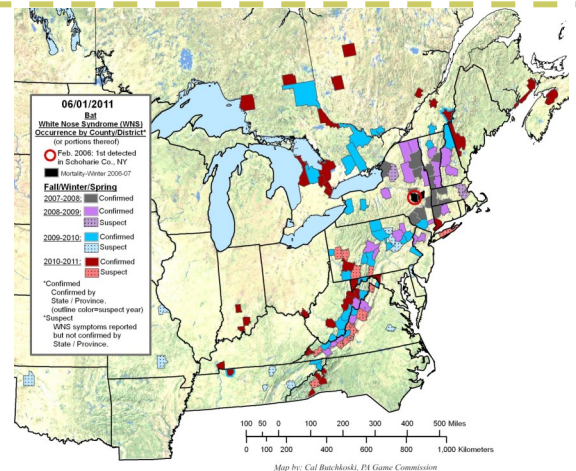 06/01/2011
Bat
White Nose Syndrome (WNS)
Occurrence by County/District*
(or portions thereof)
Feb. 2006: 1st detected
in Schoharie Co., NY
Mortality-Winter 2006-07
Fall/Winter/Spring
2007-2008: Confirmed
2008-2009: Confirmed
Suspect
2009-2010: Confirmed
Suspect
2010-2011: Confirmed
Suspect
*Confirmed
Confirmed by
State / Province.
(outline color=suspect year)
*Suspect
WNS symptoms reported
but not confirmed by
State / Province.
100 50 0 100 200 300 400 500 Miles
100 0 100 200 400 600 800 1,000 Kilometers
Map by: Cal Butchkoski, PA Game Commission